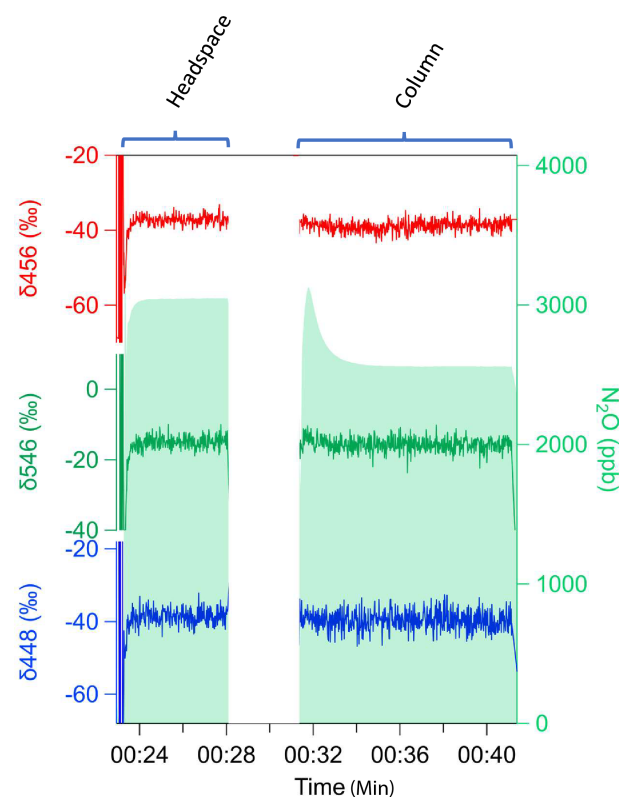 Headspace
Column
-20
-40
-60
δ456 (‰)
0
-20
-40
δ546 (‰)
-20
-40
-60
δ448 (‰)
4000
3000
2000
1000
0
N₂O (ppb)
00:24 00:28 00:32 00:36 00:40
Time (Min)